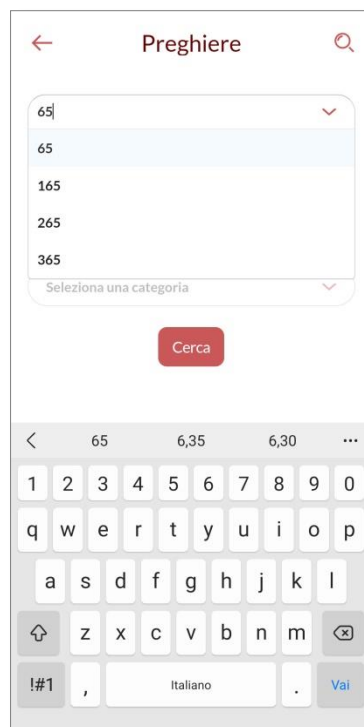 Preghiere
65
65
165
265
365
Seleziona una categoria
Cerca
65 6,35 6,30 ...
1 2 3 4 5 6 7 8 9 0
q w e r t y u i o p
a s d f g h j k l
z x c v b n m
!#1 , Italiano . Vai